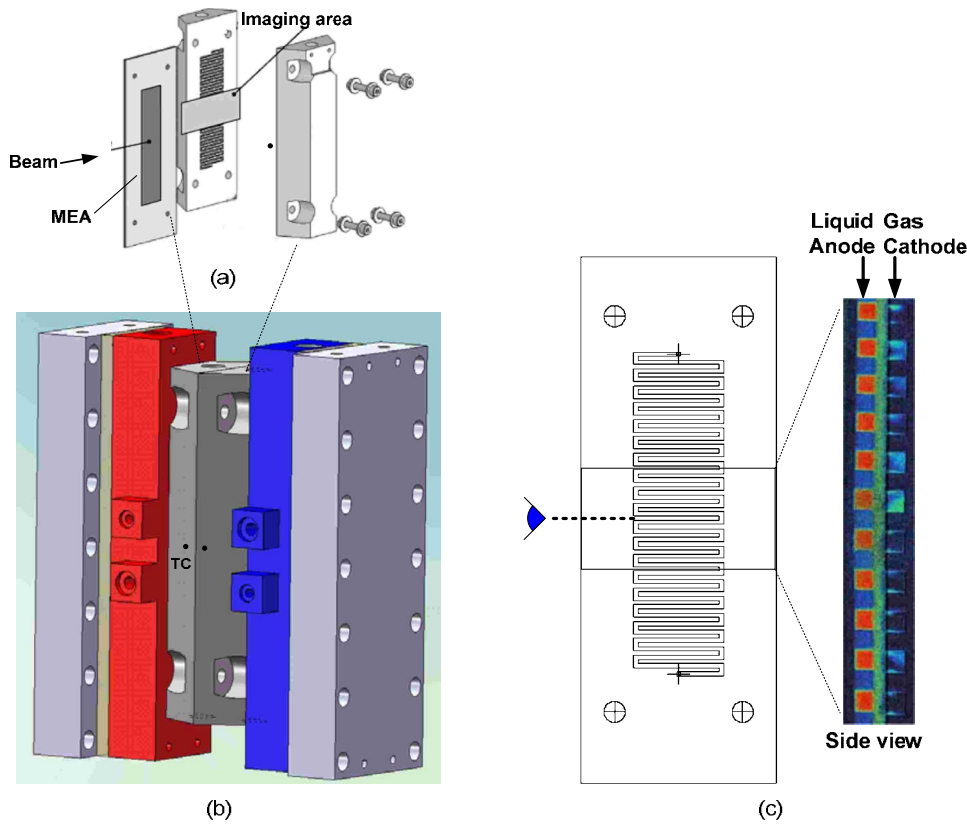 Imaging area
Beam
MEA
(a)
Liquid Gas
Anode Cathode
TC
Side view
(b)
(c)